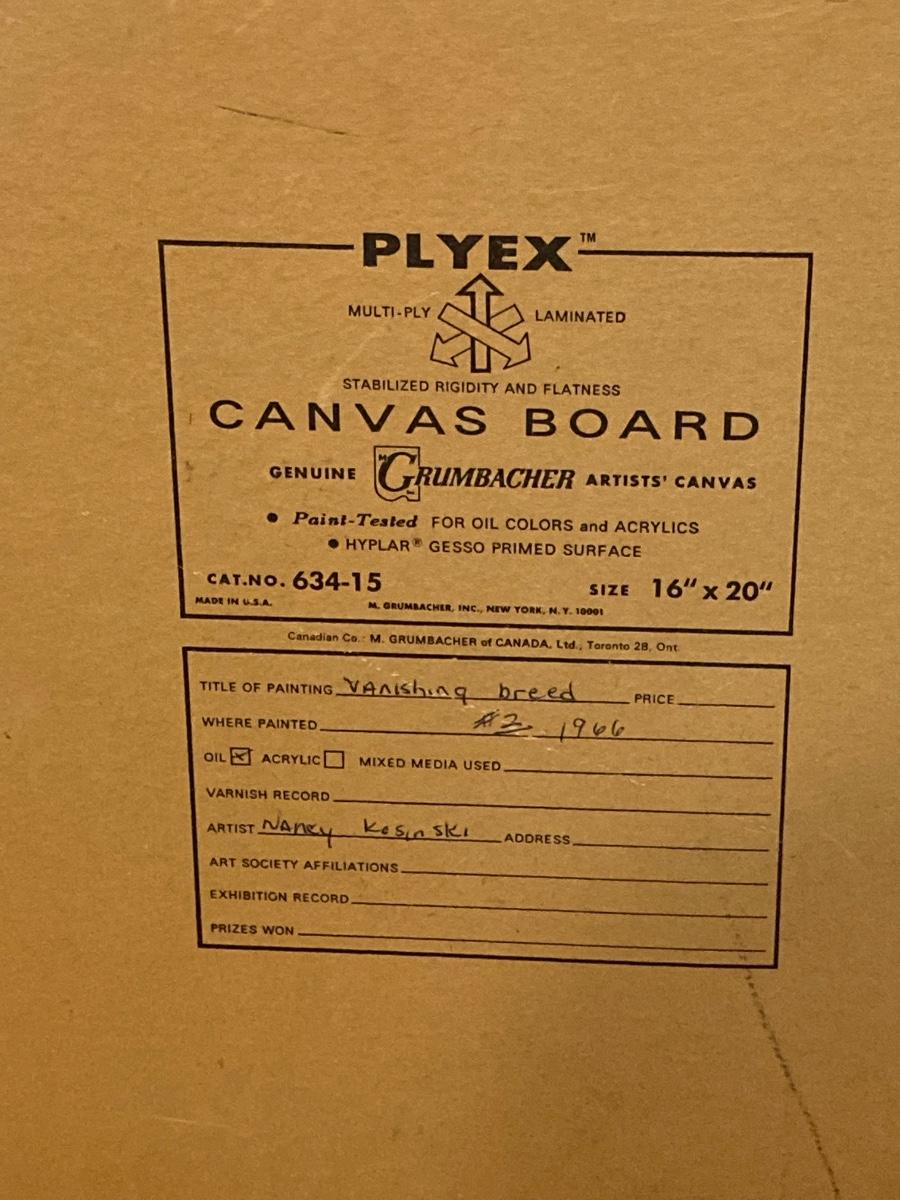 PLYEX™
MULTI-PLY LAMINATED
STABILIZED RIGIDITY AND FLATNESS
CANVAS BOARD
GENUINE GRUMBACHER ARTISTS' CANVAS
● Paint-Tested FOR OIL COLORS and ACRYLICS
● HYPLAR® GESSO PRIMED SURFACE
CAT.NO. 634-15 SIZE 16" x 20"
MADE IN U.S.A. M. GRUMBACHER, INC., NEW YORK, N.Y. 10001
Canadian Co.: M. GRUMBACHER of CANADA, Ltd., Toronto 2B, Ont
TITLE OF PAINTING VANishing breed PRICE
WHERE PAINTED #2 1966
OIL ☒ ACRYLIC ☐ MIXED MEDIA USED
VARNISH RECORD
ARTIST NANcy Kosinski ADDRESS
ART SOCIETY AFFILIATIONS
EXHIBITION RECORD
PRIZES WON